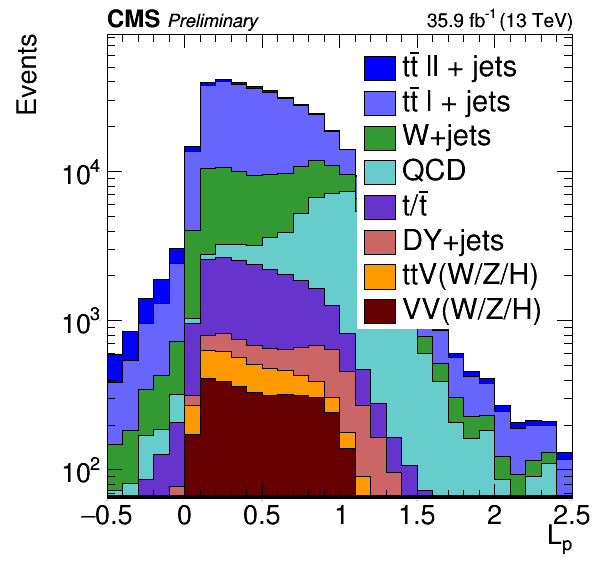 CMS Preliminary 35.9 fb⁻¹ (13 TeV)
Events
tt̄ ll + jets
tt̄ l + jets
W+jets
QCD
t/t̄
DY+jets
ttV(W/Z/H)
VV(W/Z/H)
10⁴
10³
10²
−0.5 0 0.5 1 1.5 2 2.5
Lₚ